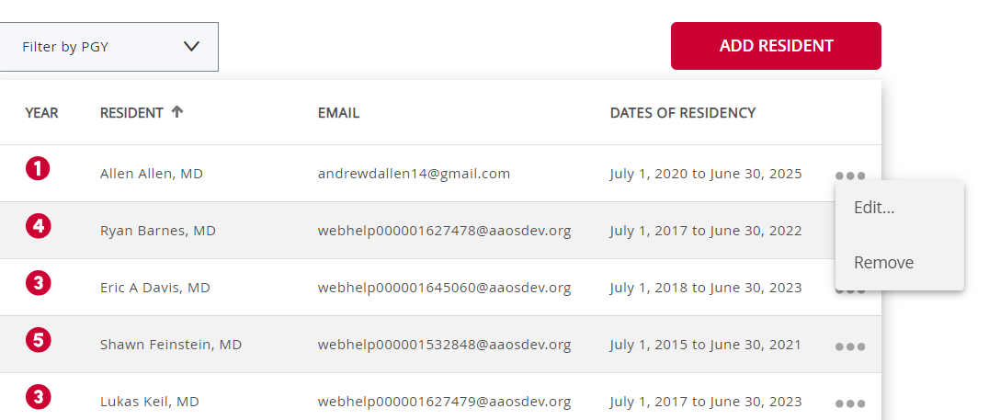 Filter by PGY
ADD RESIDENT
YEAR RESIDENT EMAIL DATES OF RESIDENCY
1 Allen Allen, MD andrewdallen14@gmail.com July 1, 2020 to June 30, 2025
Edit...
4 Ryan Barnes, MD webhelp000001627478@aaosdev.org July 1, 2017 to June 30, 2022
Remove
3 Eric A Davis, MD webhelp000001645060@aaosdev.org July 1, 2018 to June 30, 2023
5 Shawn Feinstein, MD webhelp000001532848@aaosdev.org July 1, 2015 to June 30, 2021
3 Lukas Keil, MD webhelp000001627479@aaosdev.org July 1, 2017 to June 30, 2023